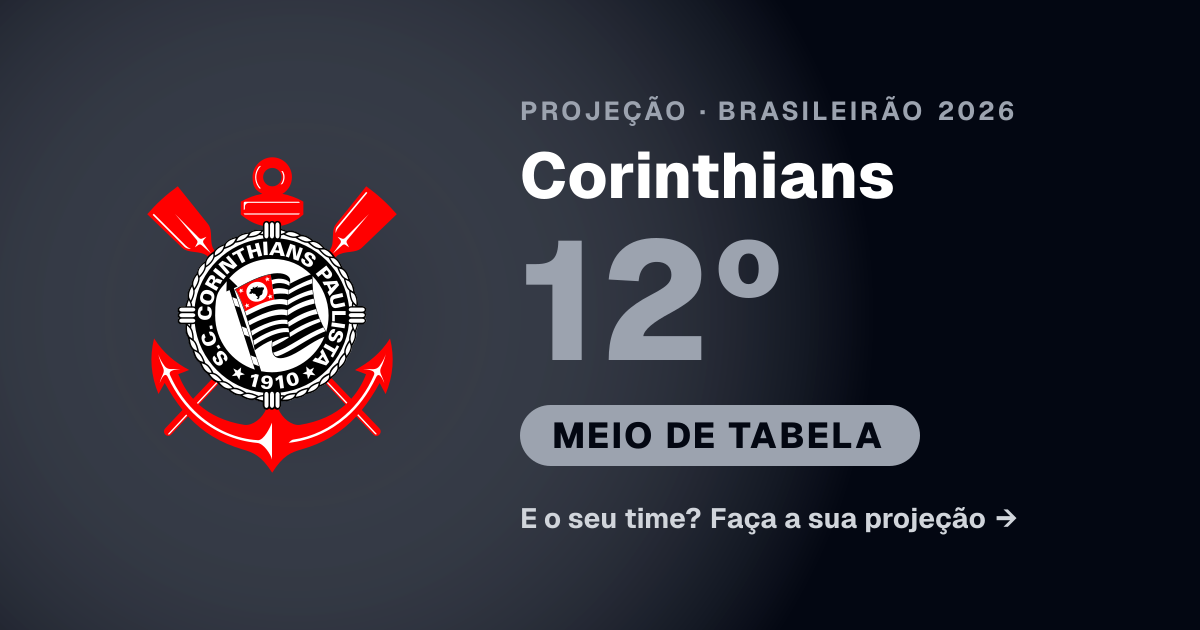 S.C. CORINTHIANS PAULISTA
1910
PROJEÇÃO · BRASILEIRÃO 2026
Corinthians
12º
MEIO DE TABELA
E o seu time? Faça a sua projeção →